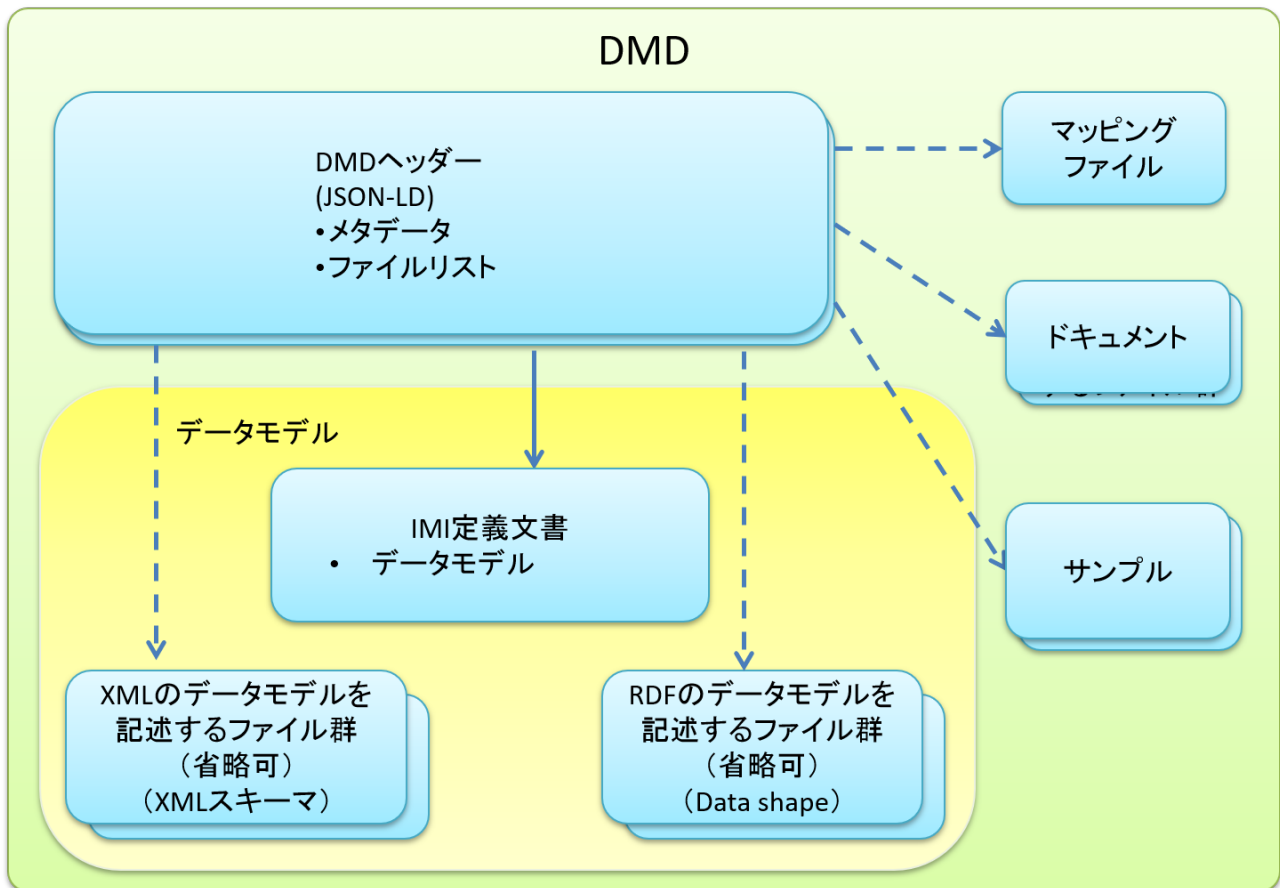 DMD
DMDヘッダー
(JSON-LD)
•メタデータ
•ファイルリスト
マッピング
ファイル
ドキュメント
サンプル
データモデル
IMI定義文書
• データモデル
XMLのデータモデルを
記述するファイル群
（省略可）
（XMLスキーマ）
RDFのデータモデルを
記述するファイル群
（省略可）
（Data shape）